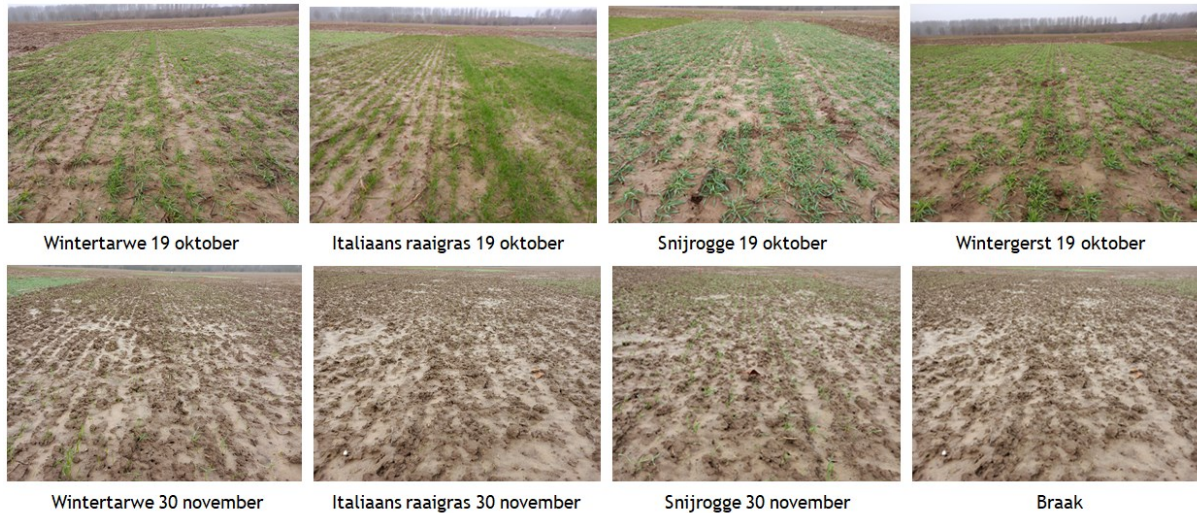 Wintertarwe 19 oktober
Italiaans raaigras 19 oktober
Snijrogge 19 oktober
Wintergerst 19 oktober
Wintertarwe 30 november
Italiaans raaigras 30 november
Snijrogge 30 november
Braak